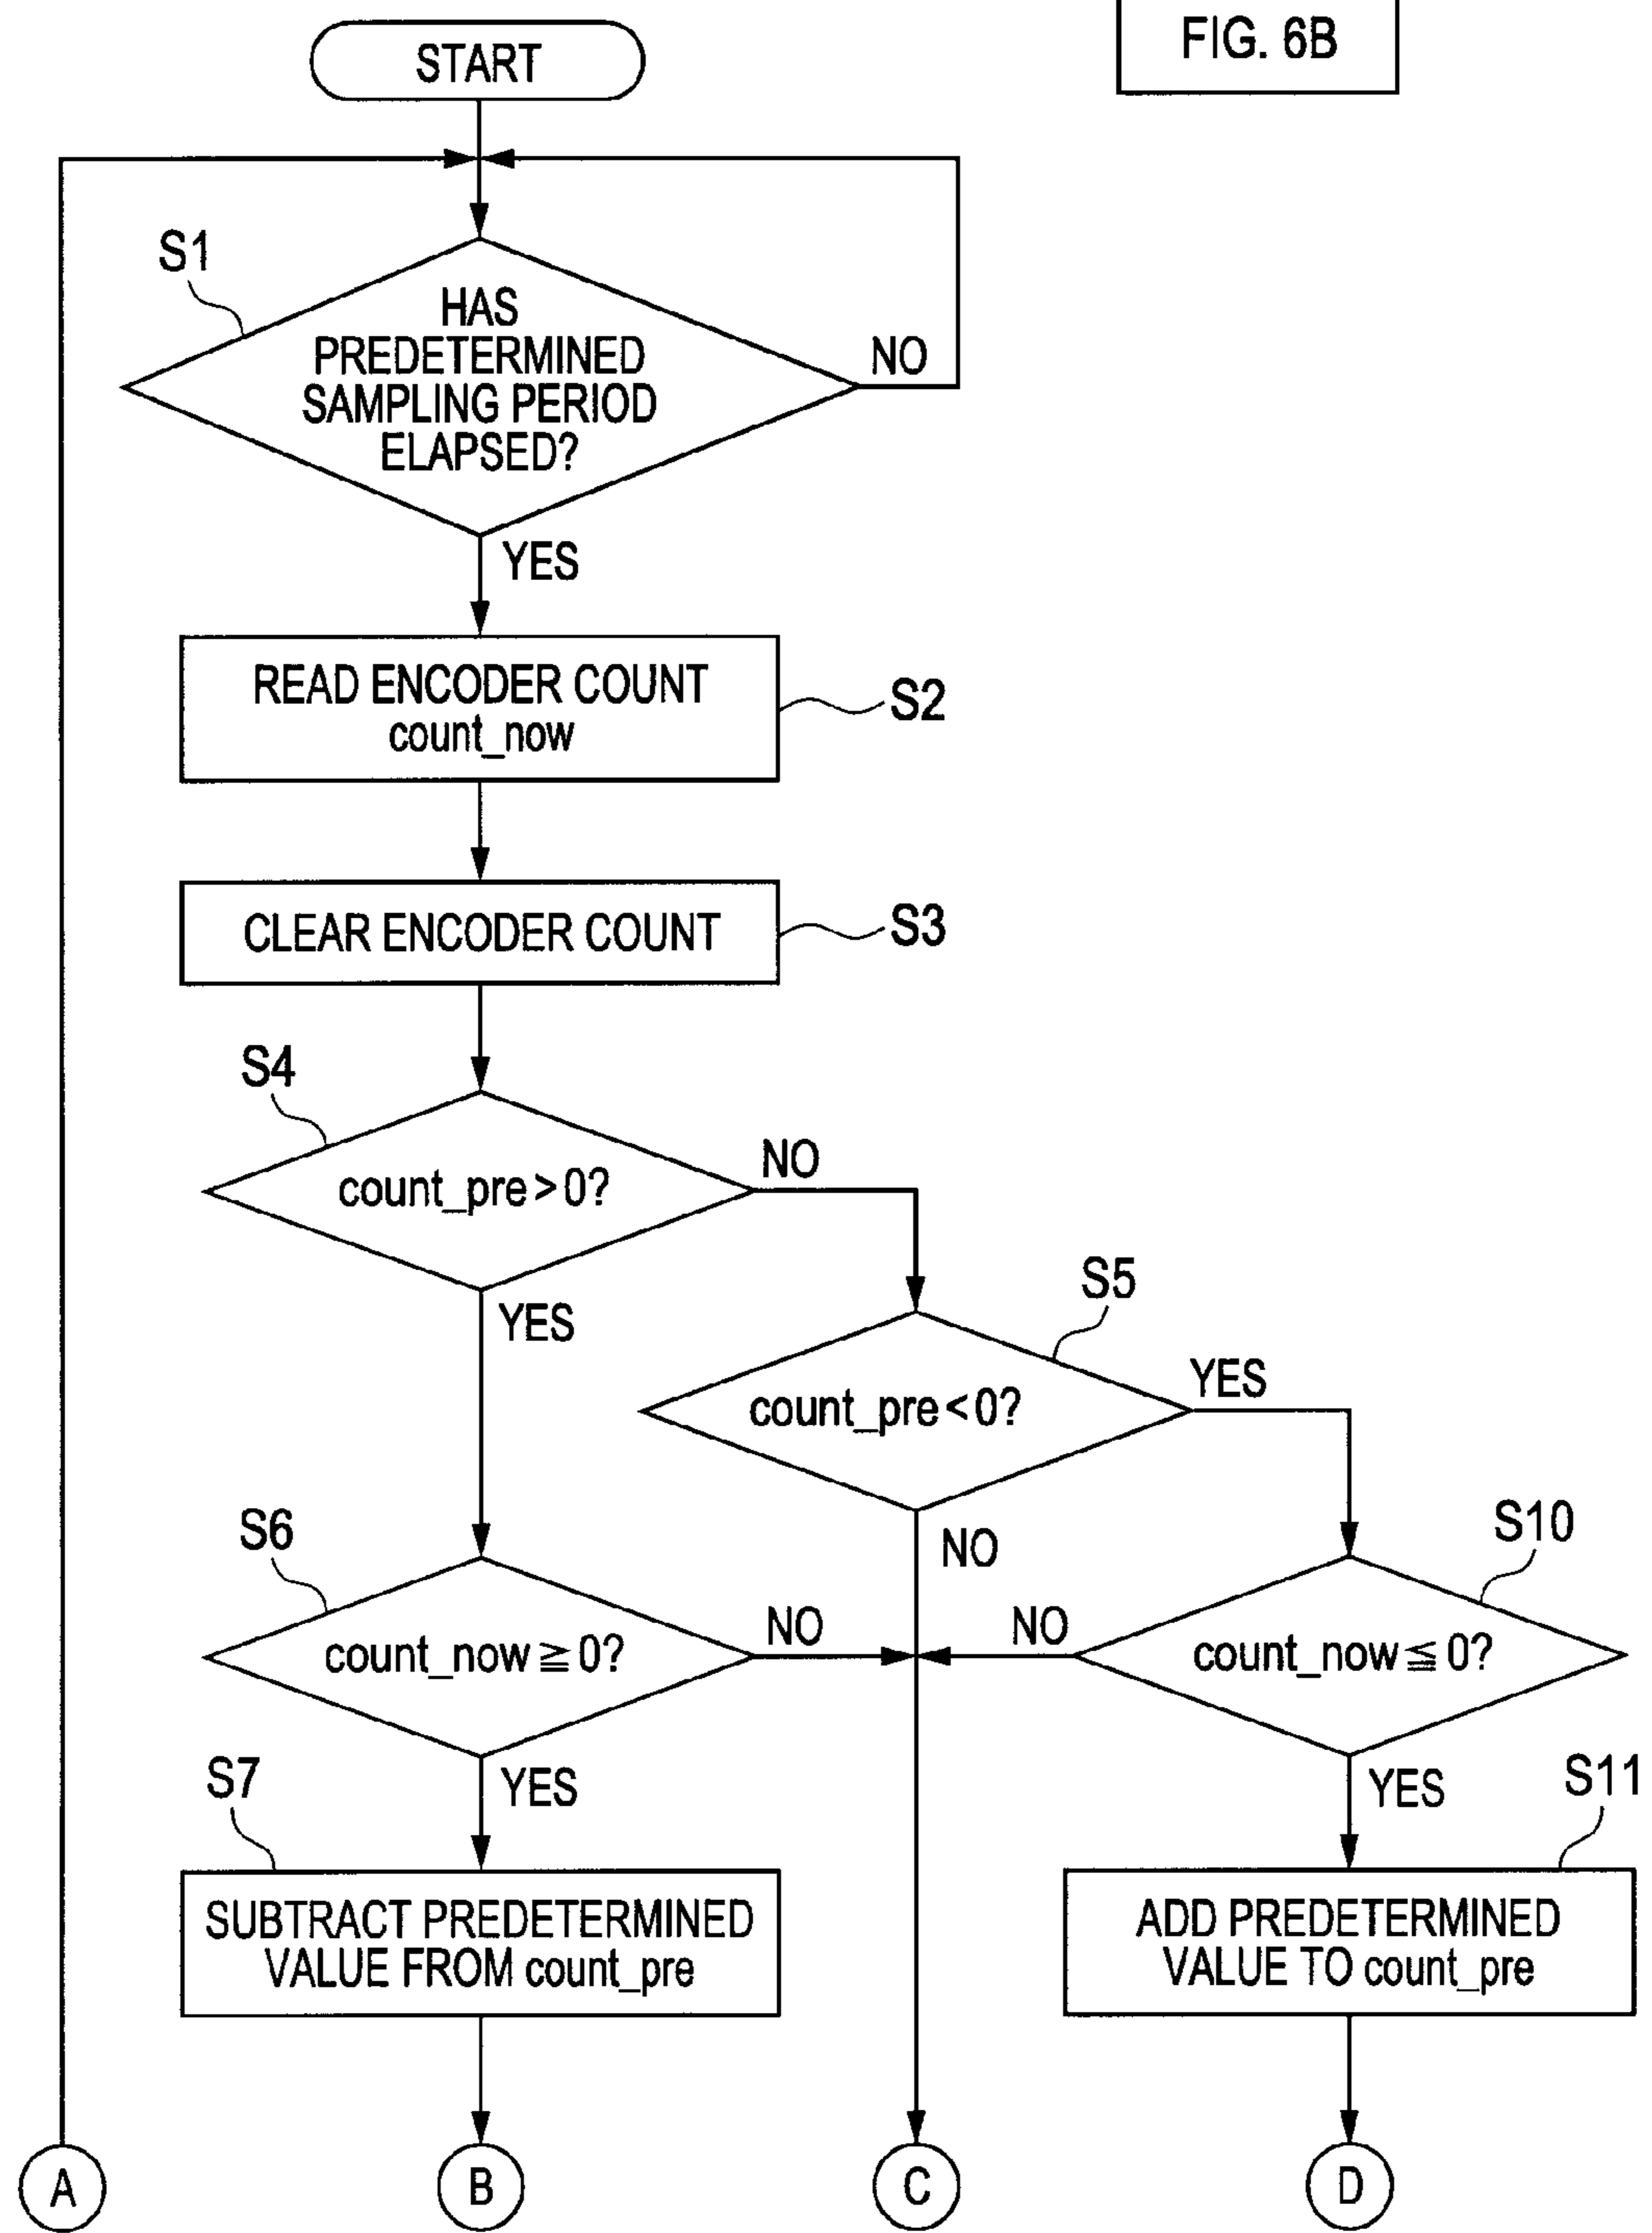 FIG. 6B
START
S1
HAS
PREDETERMINED
SAMPLING PERIOD
ELAPSED?
NO
YES
READ ENCODER COUNT
count_now
S2
CLEAR ENCODER COUNT
S3
S4
count_pre > 0?
NO
YES
S5
count_pre < 0?
YES
NO
S6
count_now ≧ 0?
NO
YES
S10
count_now ≦ 0?
NO
YES
S7
SUBTRACT PREDETERMINED
VALUE FROM count_pre
S11
ADD PREDETERMINED
VALUE TO count_pre
A
B
C
D